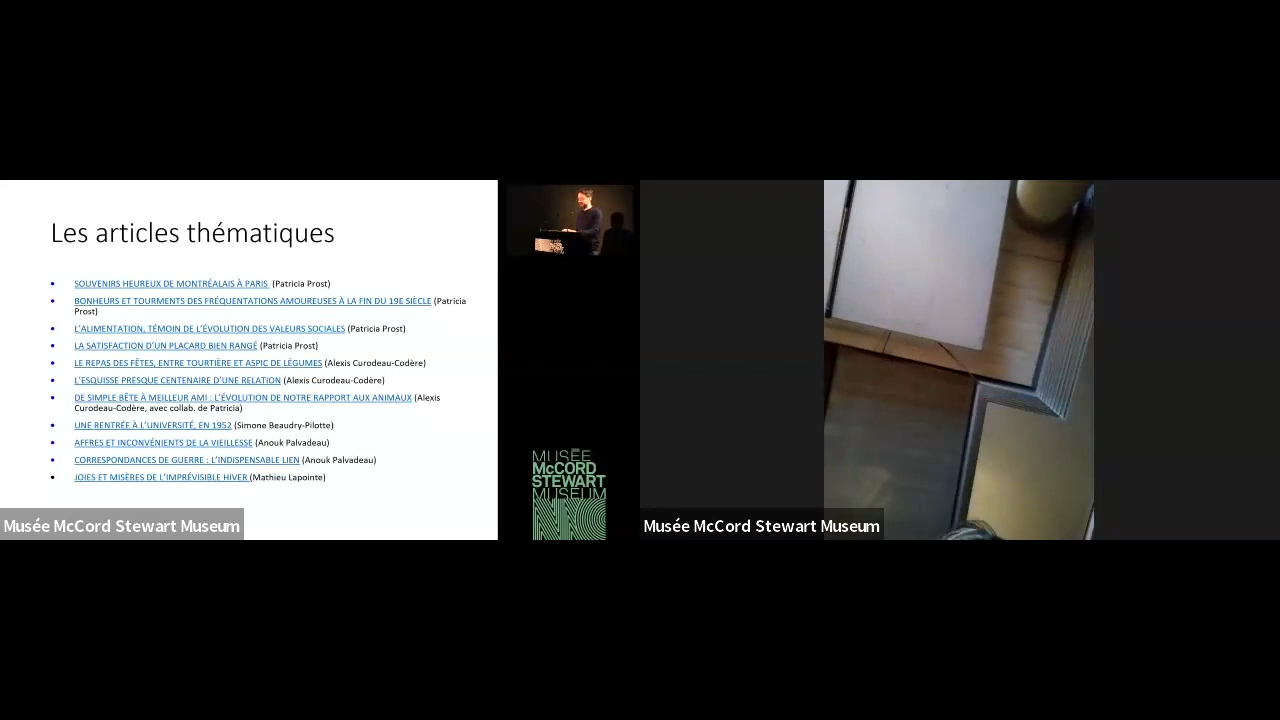 Les articles thématiques
• SOUVENIRS HEUREUX DE MONTRÉALAIS À PARIS (Patricia Prost)
• BONHEURS ET TOURMENTS DES FRÉQUENTATIONS AMOUREUSES À LA FIN DU 19E SIÈCLE (Patricia
Prost)
• L'ALIMENTATION, TÉMOIN DE L'ÉVOLUTION DES VALEURS SOCIALES (Patricia Prost)
• LA SATISFACTION D'UN PLACARD BIEN RANGÉ (Patricia Prost)
• LE REPAS DES FÊTES, ENTRE TOURTIÈRE ET ASPIC DE LÉGUMES (Alexis Curodeau-Codère)
• L'ESQUISSE PRESQUE CENTENAIRE D'UNE RELATION (Alexis Curodeau-Codère)
• DE SIMPLE BÊTE À MEILLEUR AMI : L'ÉVOLUTION DE NOTRE RAPPORT AUX ANIMAUX (Alexis
Curodeau-Codère, avec collab. de Patricia)
• UNE RENTRÉE À L'UNIVERSITÉ, EN 1952 (Simone Beaudry-Pilotte)
• AFFRES ET INCONVÉNIENTS DE LA VIEILLESSE (Anouk Palvadeau)
• CORRESPONDANCES DE GUERRE : L'INDISPENSABLE LIEN (Anouk Palvadeau)
• JOIES ET MISÈRES DE L'IMPRÉVISIBLE HIVER (Mathieu Lapointe)
Musée McCord Stewart Museum
MUSÉE
McCORD
STEWART
MUSEUM
Musée McCord Stewart Museum